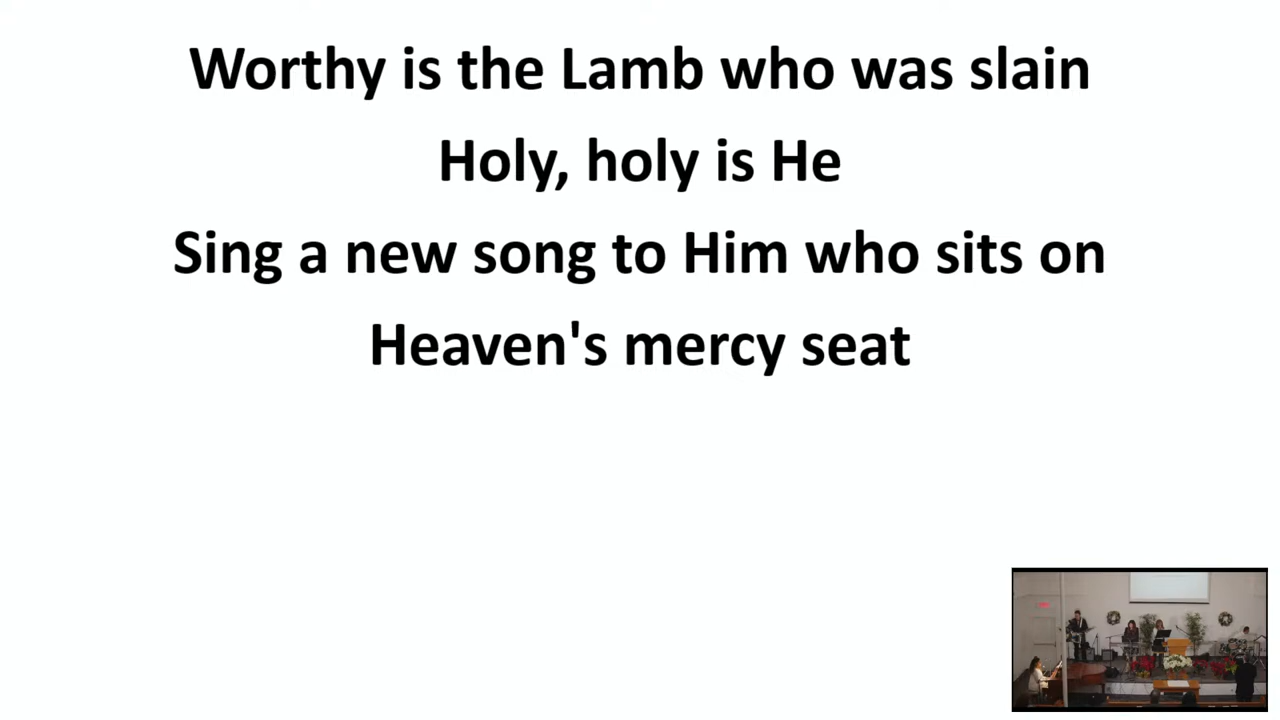 Worthy is the Lamb who was slain
Holy, holy is He
Sing a new song to Him who sits on
Heaven's mercy seat